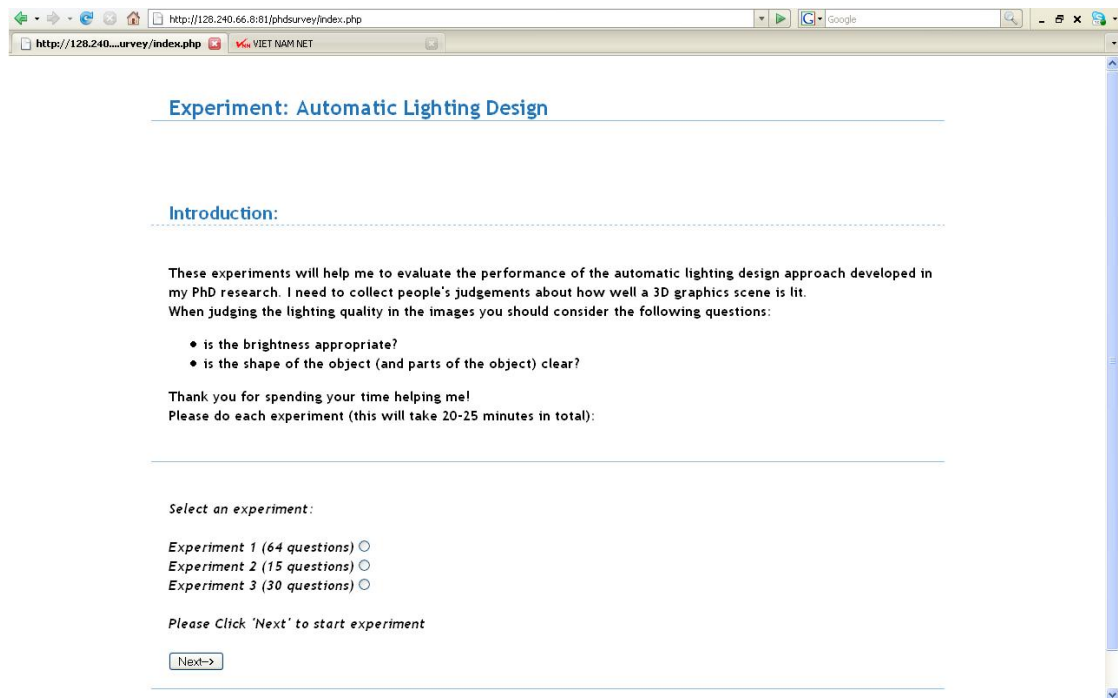 http://128.240.66.8:81/phdsurvey/index.php
G Google
http://128.240....urvey/index.php
VNN VIET NAM NET
Experiment: Automatic Lighting Design
Introduction:
These experiments will help me to evaluate the performance of the automatic lighting design approach developed in
my PhD research. I need to collect people's judgements about how well a 3D graphics scene is lit.
When judging the lighting quality in the images you should consider the following questions:
• is the brightness appropriate?
• is the shape of the object (and parts of the object) clear?
Thank you for spending your time helping me!
Please do each experiment (this will take 20-25 minutes in total):
Select an experiment:
Experiment 1 (64 questions)
Experiment 2 (15 questions)
Experiment 3 (30 questions)
Please Click 'Next' to start experiment
Next-->